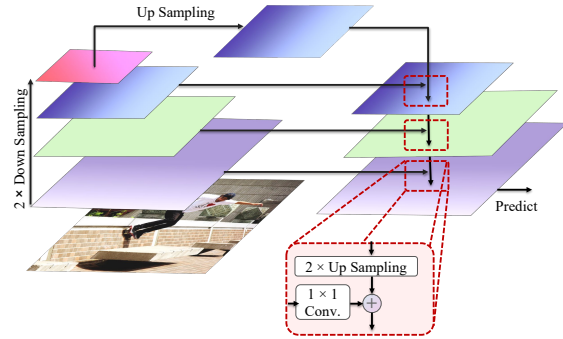 Up Sampling
2 × Down Sampling
Predict
2 × Up Sampling
1 × 1
Conv.
+